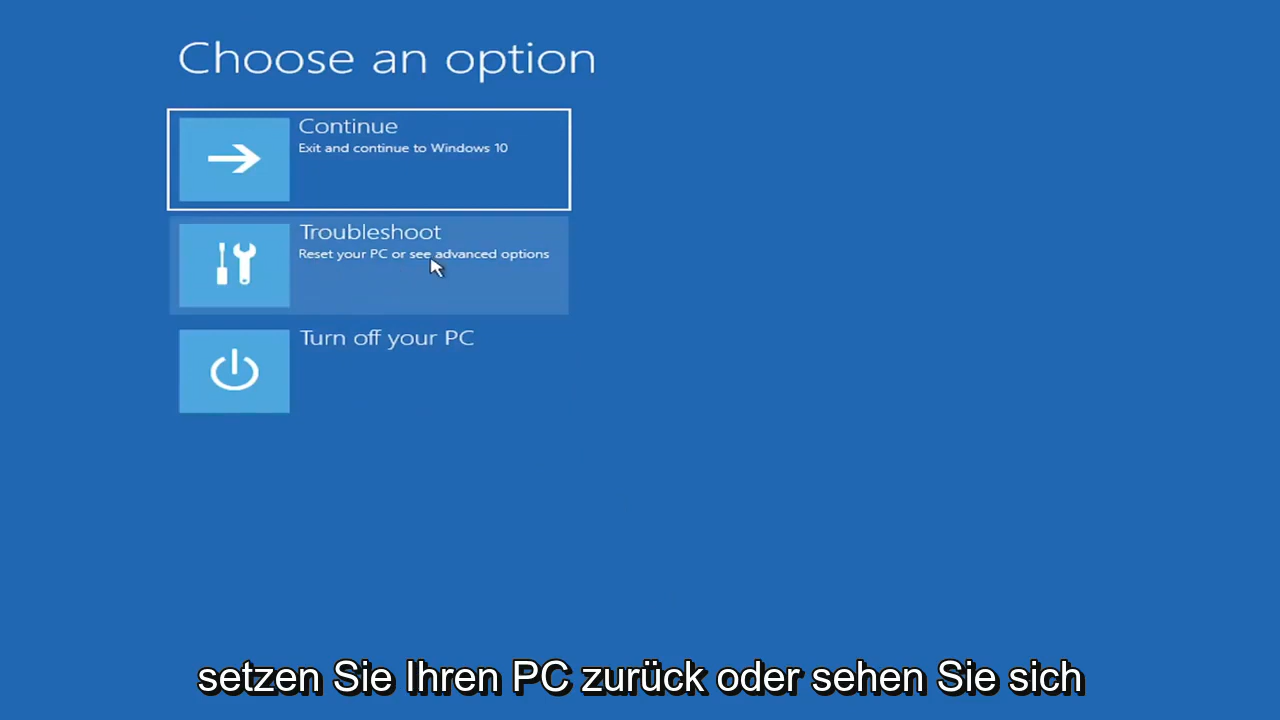 Choose an option
Continue
Exit and continue to Windows 10
Troubleshoot
Reset your PC or see advanced options
Turn off your PC
setzen Sie Ihren PC zurück oder sehen Sie sich